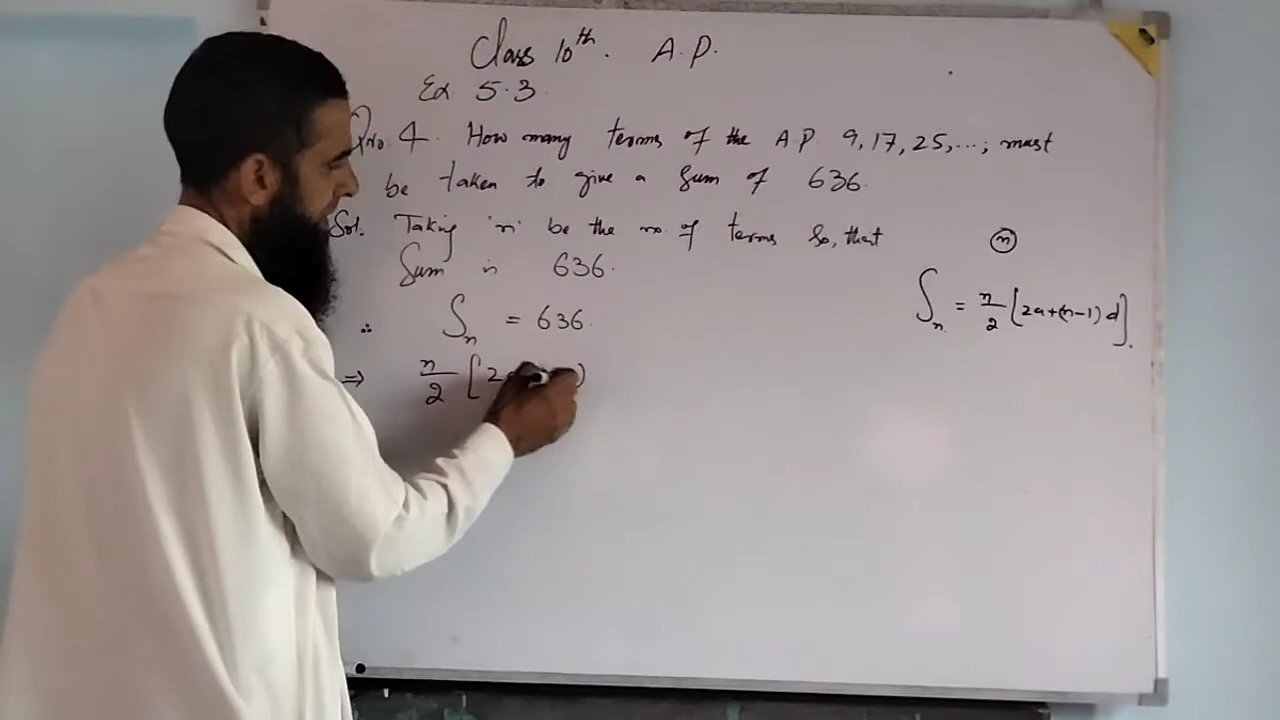 Class 10th. A.P.
Ex 5.3
Qno. 4. How many terms of the A.P. 9, 17, 25, ...; must
be taken to give a sum of 636.
Sol. Taking 'n' be the no of terms so, that
Sum is 636.
n
Sn = n/2 [2a+(n-1)d].
∴ Sn = 636.
⇒ n/2 [2